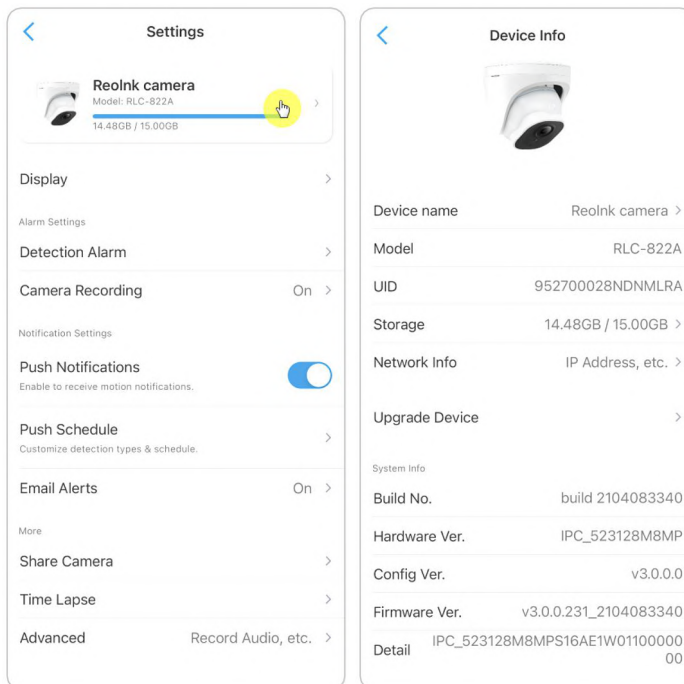 Settings
Reolnk camera
Model: RLC-822A
14.48GB / 15.00GB
Display
Alarm Settings
Detection Alarm
Camera Recording On
Notification Settings
Push Notifications
Enable to receive motion notifications.
Push Schedule
Customize detection types & schedule.
Email Alerts On
More
Share Camera
Time Lapse
Advanced Record Audio, etc.
Device Info
Device name Reolnk camera
Model RLC-822A
UID 952700028NDNMLRA
Storage 14.48GB / 15.00GB
Network Info IP Address, etc.
Upgrade Device
System Info
Build No. build 2104083340
Hardware Ver. IPC_523128M8MP
Config Ver. v3.0.0.0
Firmware Ver. v3.0.0.231_2104083340
Detail IPC_523128M8MPS16AE1W01100000
00